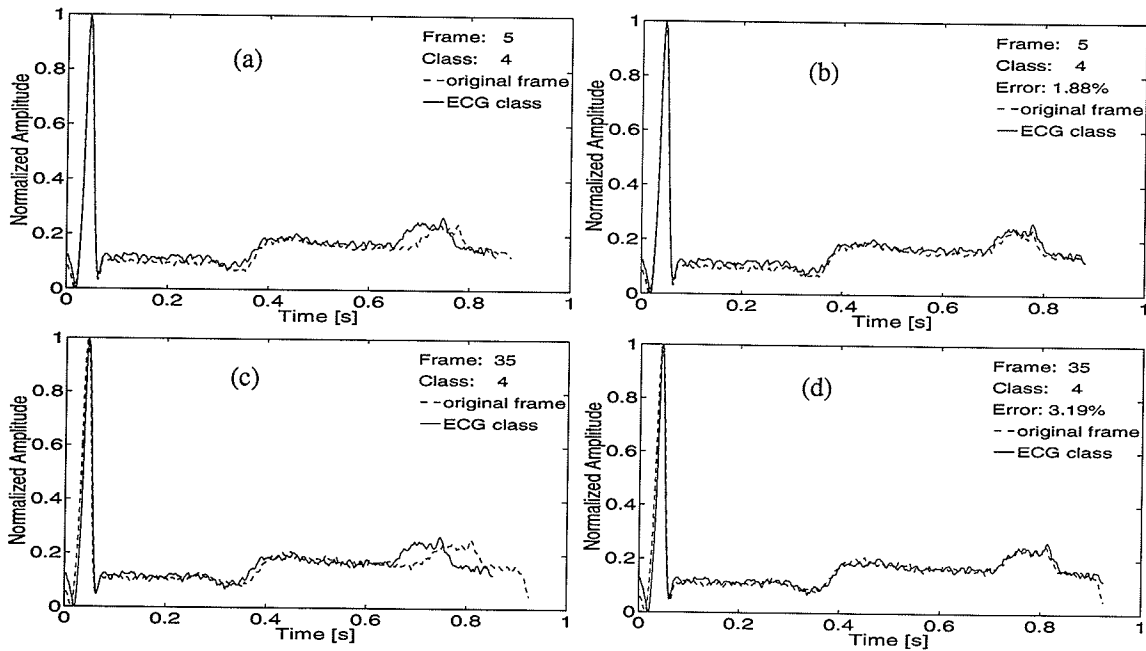 (a)
Frame: 5
Class: 4
original frame
ECG class
Normalized Amplitude
1
0.8
0.6
0.4
0.2
0
0 0.2 0.4 0.6 0.8 1
Time [s]
(b)
Frame: 5
Class: 4
Error: 1.88%
original frame
ECG class
Normalized Amplitude
1
0.8
0.6
0.4
0.2
0
0 0.2 0.4 0.6 0.8 1
Time [s]
(c)
Frame: 35
Class: 4
original frame
ECG class
Normalized Amplitude
1
0.8
0.6
0.4
0.2
0
0 0.2 0.4 0.6 0.8 1
Time [s]
(d)
Frame: 35
Class: 4
Error: 3.19%
original frame
ECG class
Normalized Amplitude
1
0.8
0.6
0.4
0.2
0
0 0.2 0.4 0.6 0.8 1
Time [s]